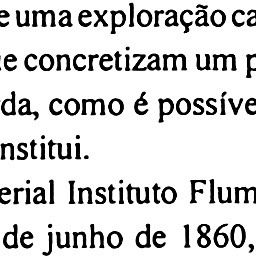 e uma exploração ca
e concretizam um p
da, como é possíve
nstitui.
erial Instituto Flum
de junho de 1860,